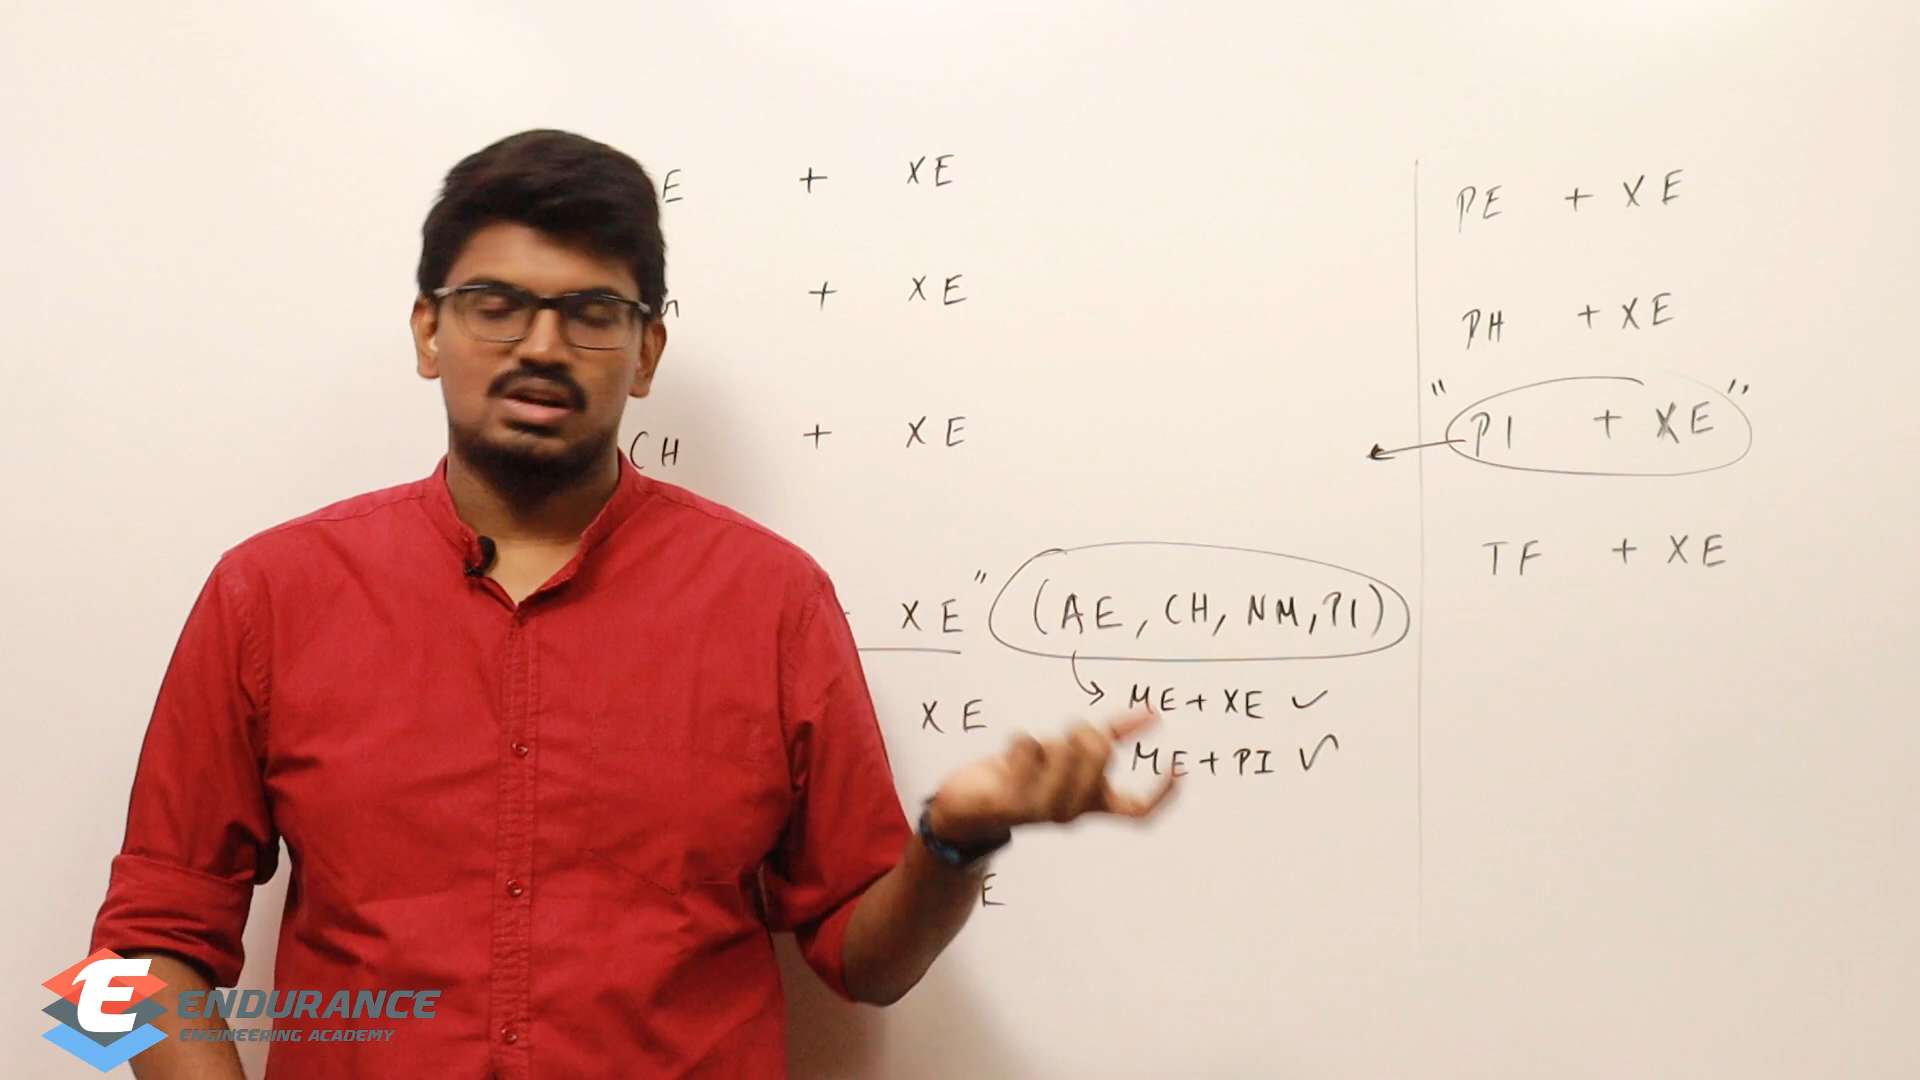 E + XE
+ XE
CH + XE
XE " (AE, CH, NM, PI)
ME + XE ✓
XE
ME + PI ✓
E
PE + XE
PH + XE
" PI + XE "
TF + XE
E ENDURANCE
ENGINEERING ACADEMY